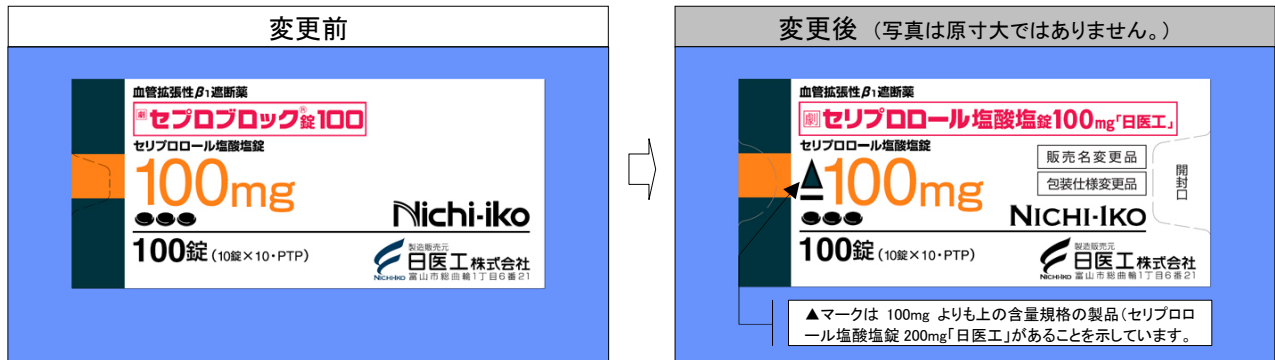 変更前
血管拡張性β1遮断薬
劇 セプロブロック®錠100
セリプロロール塩酸塩錠
100mg
Nichi-iko
100錠(10錠×10・PTP)
製造販売元
日医工株式会社
NICHI-IKO 富山市総曲輪1丁目6番21
変更後(写真は原寸大ではありません。)
血管拡張性β1遮断薬
劇 セリプロロール塩酸塩錠100mg「日医工」
セリプロロール塩酸塩錠
販売名変更品
▲100mg
包装仕様変更品
開封口
NICHI-IKO
100錠(10錠×10・PTP)
製造販売元
日医工株式会社
NICHI-IKO 富山市総曲輪1丁目6番21
▲マークは 100mg よりも上の含量規格の製品(セリプロロ
ール塩酸塩錠 200mg「日医工」があることを示しています。